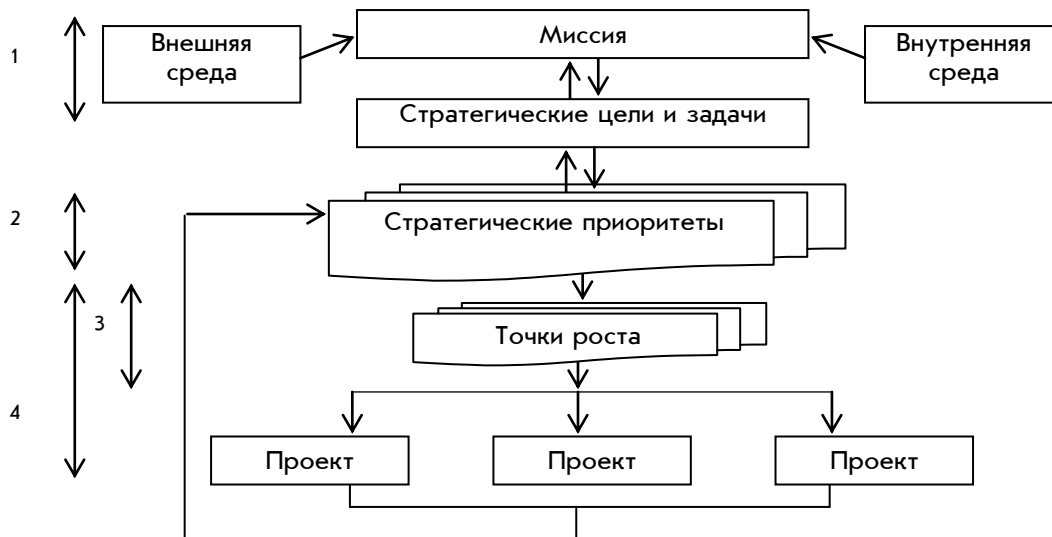 1
Внешняя
среда
Миссия
Внутренняя
среда
Стратегические цели и задачи
2
Стратегические приоритеты
3
Точки роста
4
Проект
Проект
Проект